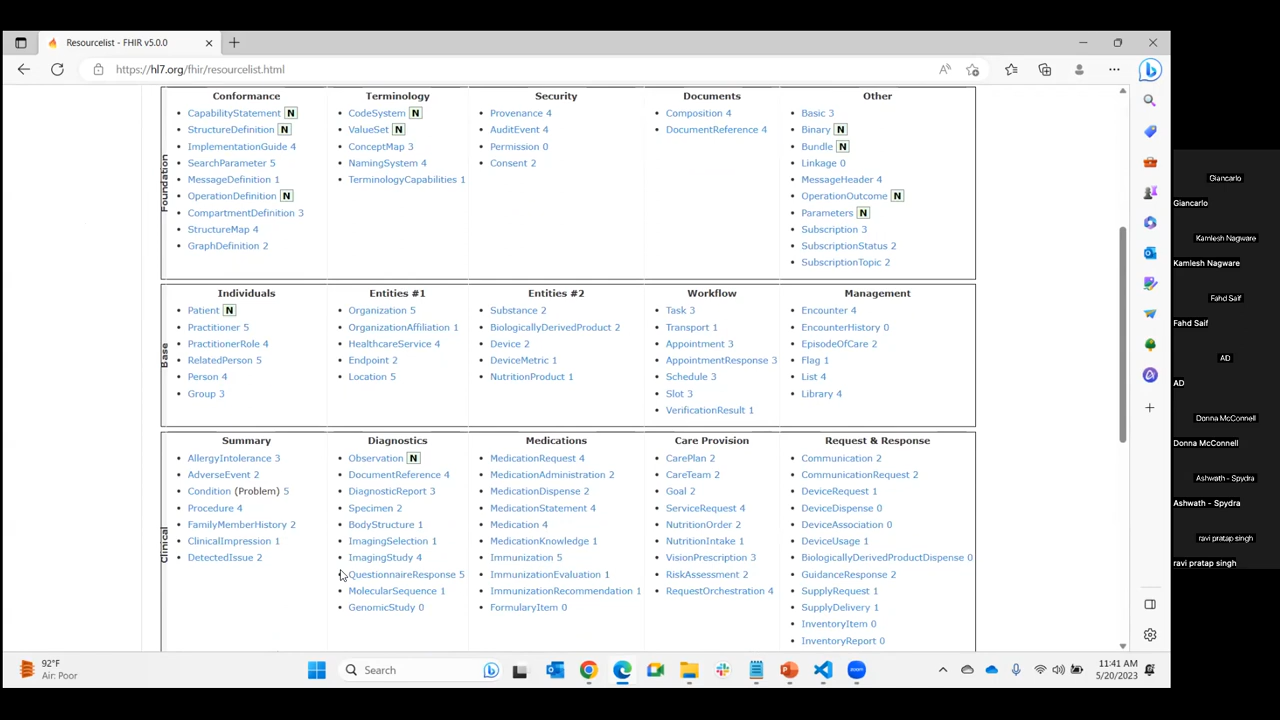 Resourcelist - FHIR v5.0.0
https://hl7.org/fhir/resourcelist.html
Foundation
Conformance
CapabilityStatement N
StructureDefinition N
ImplementationGuide 4
SearchParameter 5
MessageDefinition 1
OperationDefinition N
CompartmentDefinition 3
StructureMap 4
GraphDefinition 2
Terminology
CodeSystem N
ValueSet N
ConceptMap 3
NamingSystem 4
TerminologyCapabilities 1
Security
Provenance 4
AuditEvent 4
Permission 0
Consent 2
Documents
Composition 4
DocumentReference 4
Other
Basic 3
Binary N
Bundle N
Linkage 0
MessageHeader 4
OperationOutcome N
Parameters N
Subscription 3
SubscriptionStatus 2
SubscriptionTopic 2
Base
Individuals
Patient N
Practitioner 5
PractitionerRole 4
RelatedPerson 5
Person 4
Group 3
Entities #1
Organization 5
OrganizationAffiliation 1
HealthcareService 4
Endpoint 2
Location 5
Entities #2
Substance 2
BiologicallyDerivedProduct 2
Device 2
DeviceMetric 1
NutritionProduct 1
Workflow
Task 3
Transport 1
Appointment 3
AppointmentResponse 3
Schedule 3
Slot 3
VerificationResult 1
Management
Encounter 4
EncounterHistory 0
EpisodeOfCare 2
Flag 1
List 4
Library 4
Clinical
Summary
AllergyIntolerance 3
AdverseEvent 2
Condition (Problem) 5
Procedure 4
FamilyMemberHistory 2
ClinicalImpression 1
DetectedIssue 2
Diagnostics
Observation N
DocumentReference 4
DiagnosticReport 3
Specimen 2
BodyStructure 1
ImagingSelection 1
ImagingStudy 4
QuestionnaireResponse 5
MolecularSequence 1
GenomicStudy 0
Medications
MedicationRequest 4
MedicationAdministration 2
MedicationDispense 2
MedicationStatement 4
Medication 4
MedicationKnowledge 1
Immunization 5
ImmunizationEvaluation 1
ImmunizationRecommendation 1
FormularyItem 0
Care Provision
CarePlan 2
CareTeam 2
Goal 2
ServiceRequest 4
NutritionOrder 2
NutritionIntake 1
VisionPrescription 3
RiskAssessment 2
RequestOrchestration 4
Request & Response
Communication 2
CommunicationRequest 2
DeviceRequest 1
DeviceDispense 0
DeviceAssociation 0
DeviceUsage 1
BiologicallyDerivedProductDispense 0
GuidanceResponse 2
SupplyRequest 1
SupplyDelivery 1
InventoryItem 0
InventoryReport 0
Giancarlo
Giancarlo
Kamlesh Nagware
Kamlesh Nagware
Fahd Saif
Fahd Saif
AD
AD
Donna McConnell
Donna McConnell
Ashwath - Spydra
Ashwath - Spydra
ravi pratap singh
ravi pratap singh
92°F
Air: Poor
Search
zoom
11:41 AM
5/20/2023